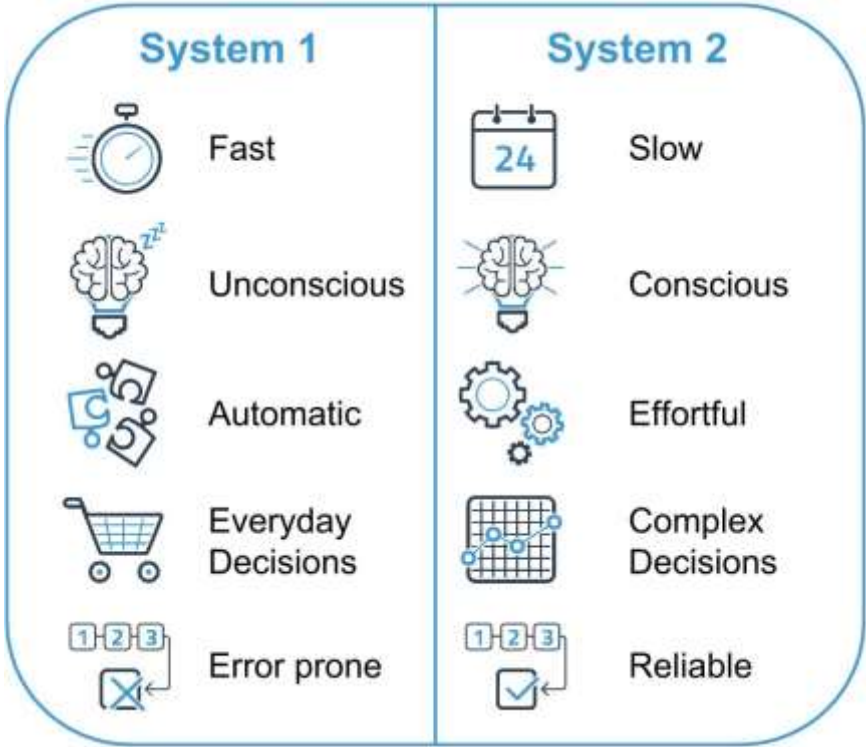 System 1
Fast
zzz
Unconscious
Automatic
Everyday
Decisions
1 2 3
Error prone
System 2
24
Slow
Conscious
Effortful
Complex
Decisions
1 2 3
Reliable